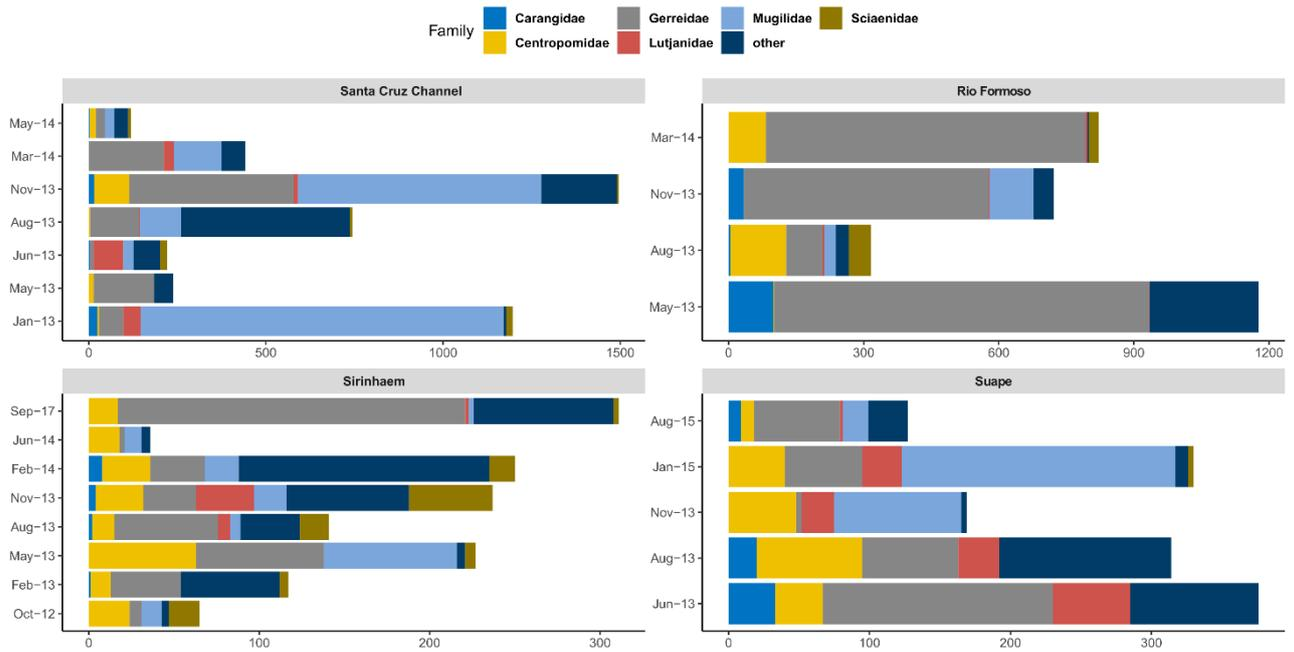 Family
Carangidae Gerreidae Mugilidae Sciaenidae
Centropomidae Lutjanidae other
Santa Cruz Channel
May−14
Mar−14
Nov−13
Aug−13
Jun−13
May−13
Jan−13
0 500 1000 1500
Rio Formoso
Mar−14
Nov−13
Aug−13
May−13
0 300 600 900 1200
Sirinhaem
Sep−17
Jun−14
Feb−14
Nov−13
Aug−13
May−13
Feb−13
Oct−12
0 100 200 300
Suape
Aug−15
Jan−15
Nov−13
Aug−13
Jun−13
0 100 200 300